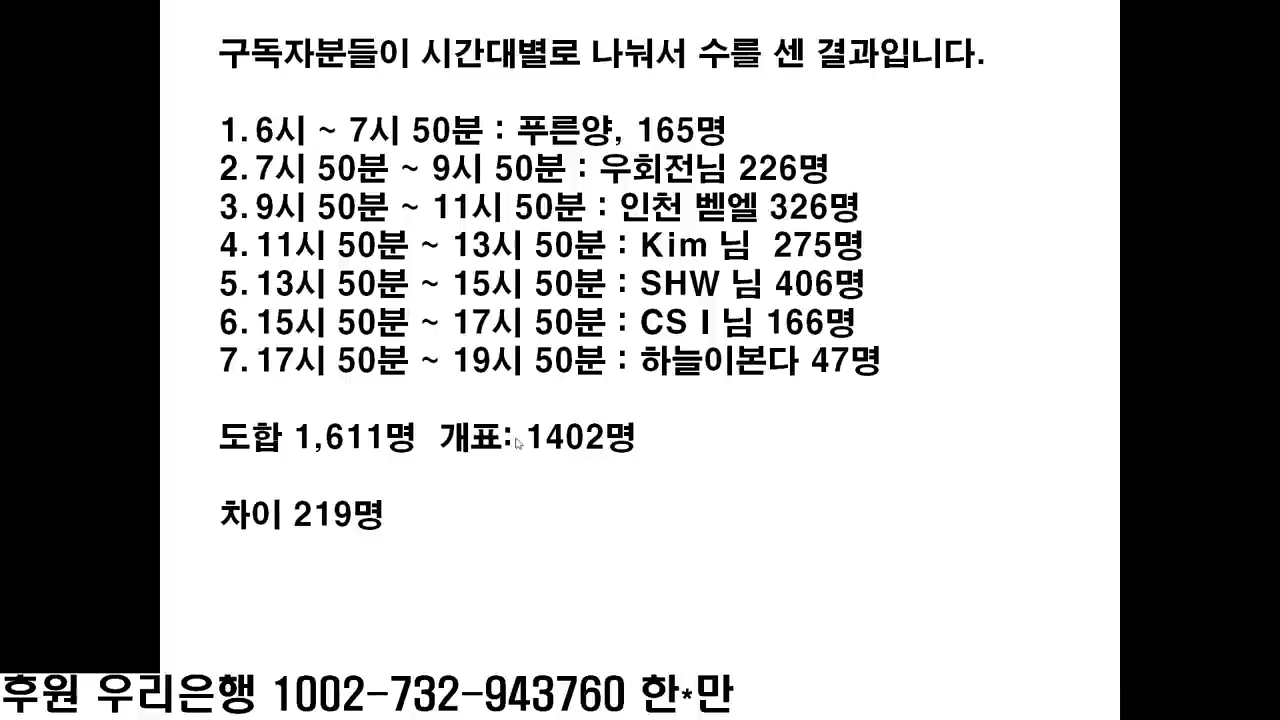 구독자분들이 시간대별로 나눠서 수를 센 결과입니다.
1. 6시 ~ 7시 50분 : 푸른양, 165명
2. 7시 50분 ~ 9시 50분 : 우회전님 226명
3. 9시 50분 ~ 11시 50분 : 인천 벧엘 326명
4. 11시 50분 ~ 13시 50분 : Kim 님 275명
5. 13시 50분 ~ 15시 50분 : SHW 님 406명
6. 15시 50분 ~ 17시 50분 : CS I 님 166명
7. 17시 50분 ~ 19시 50분 : 하늘이본다 47명
도합 1,611명 개표: 1402명
차이 219명
후원 우리은행 1002-732-943760 한*만